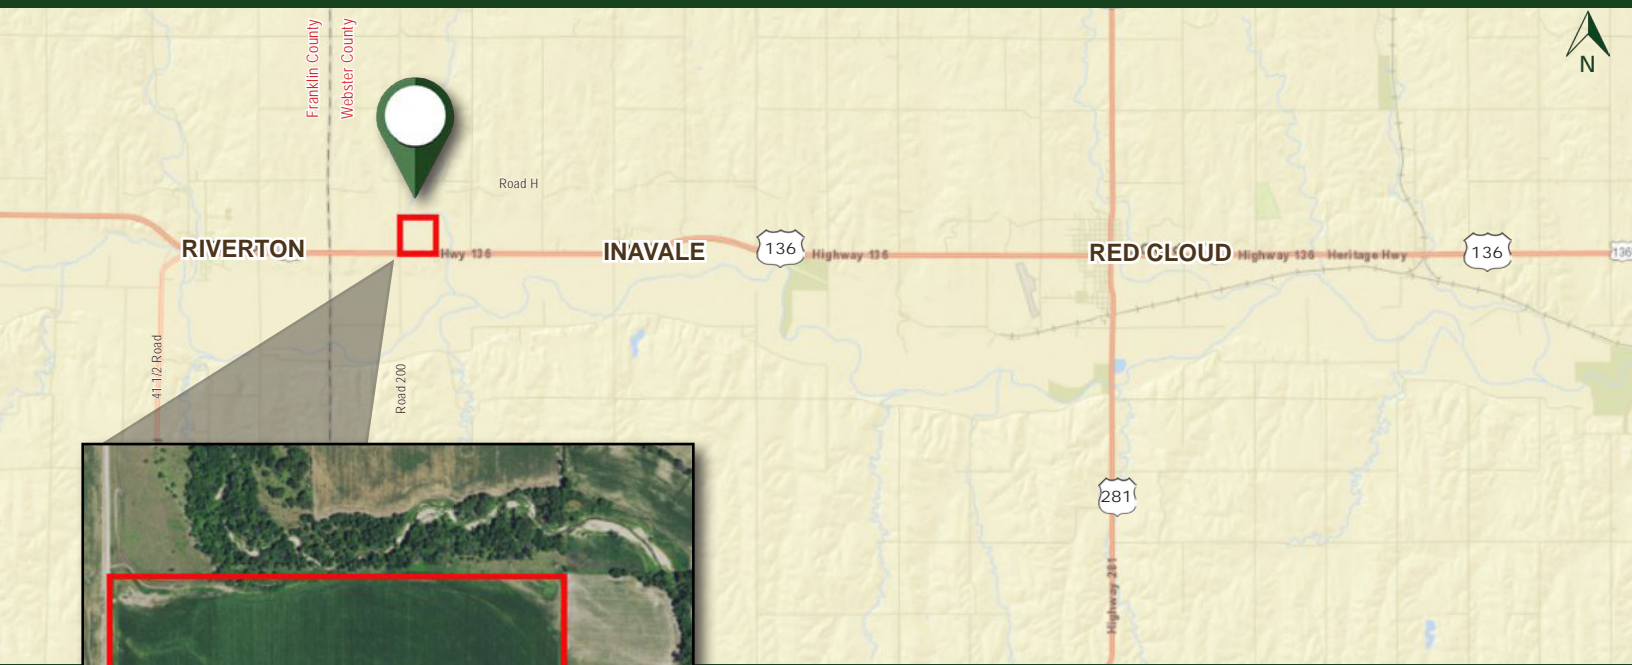 Franklin County
Webster County
N
Road H
RIVERTON
Hwy 136
INAVALE
136
Highway 136
RED CLOUD
Highway 136
Heritage Hwy
136
136
41 1/2 Road
Road 200
281
Highway 281